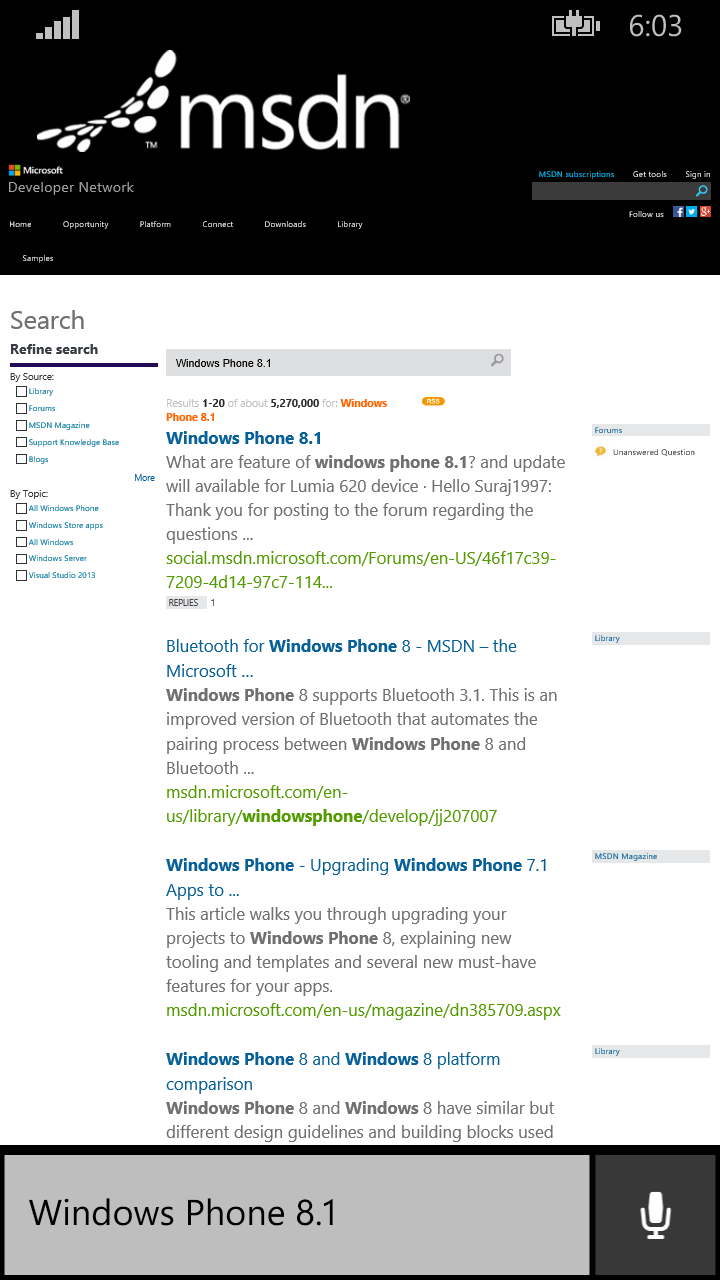 6:03
msdn®
TM
Microsoft
Developer Network
MSDN subscriptions Get tools Sign in
Follow us
Home Opportunity Platform Connect Downloads Library
Samples
Search
Refine search
By Source:
Library
Forums
MSDN Magazine
Support Knowledge Base
Blogs
More
By Topic:
All Windows Phone
Windows Store apps
All Windows
Windows Server
Visual Studio 2013
Windows Phone 8.1
Results 1-20 of about 5,270,000 for: Windows
Phone 8.1
RSS
Windows Phone 8.1
What are feature of windows phone 8.1? and update
will available for Lumia 620 device · Hello Suraj1997:
Thank you for posting to the forum regarding the
questions ...
social.msdn.microsoft.com/Forums/en-US/46f17c39-
7209-4d14-97c7-114...
REPLIES 1
Forums
? Unanswered Question
Bluetooth for Windows Phone 8 - MSDN – the
Microsoft ...
Windows Phone 8 supports Bluetooth 3.1. This is an
improved version of Bluetooth that automates the
pairing process between Windows Phone 8 and
Bluetooth ...
msdn.microsoft.com/en-
us/library/windowsphone/develop/jj207007
Library
Windows Phone - Upgrading Windows Phone 7.1
Apps to ...
This article walks you through upgrading your
projects to Windows Phone 8, explaining new
tooling and templates and several new must-have
features for your apps.
msdn.microsoft.com/en-us/magazine/dn385709.aspx
MSDN Magazine
Windows Phone 8 and Windows 8 platform
comparison
Windows Phone 8 and Windows 8 have similar but
different design guidelines and building blocks used
Library
Windows Phone 8.1